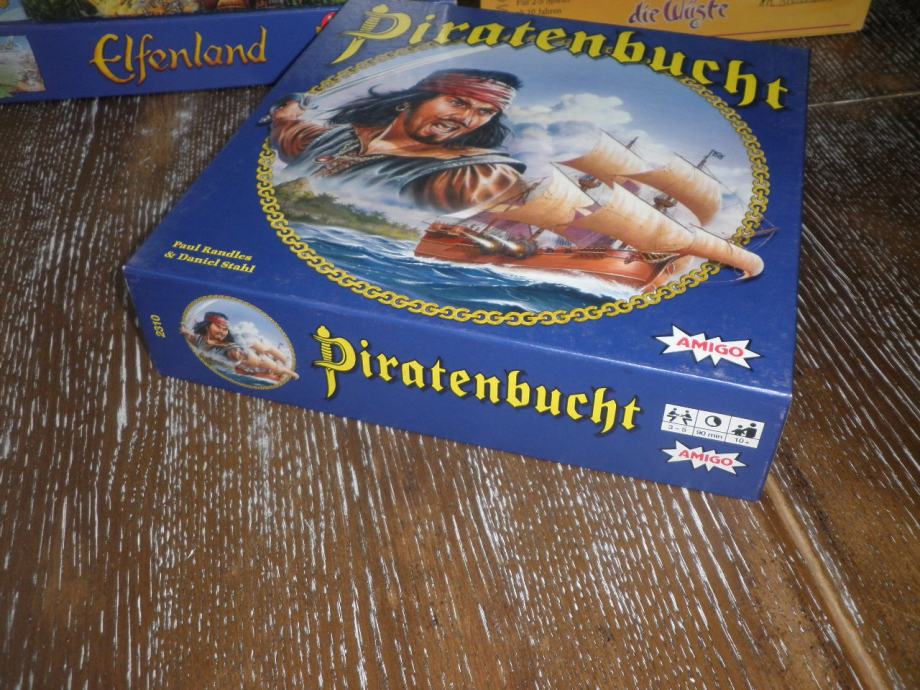 Elfenland
die Wüste
Piratenbucht
Paul Randles
& Daniel Stahl
AMIGO
2310
Piratenbucht
3 - 5
90 min
10+
AMIGO